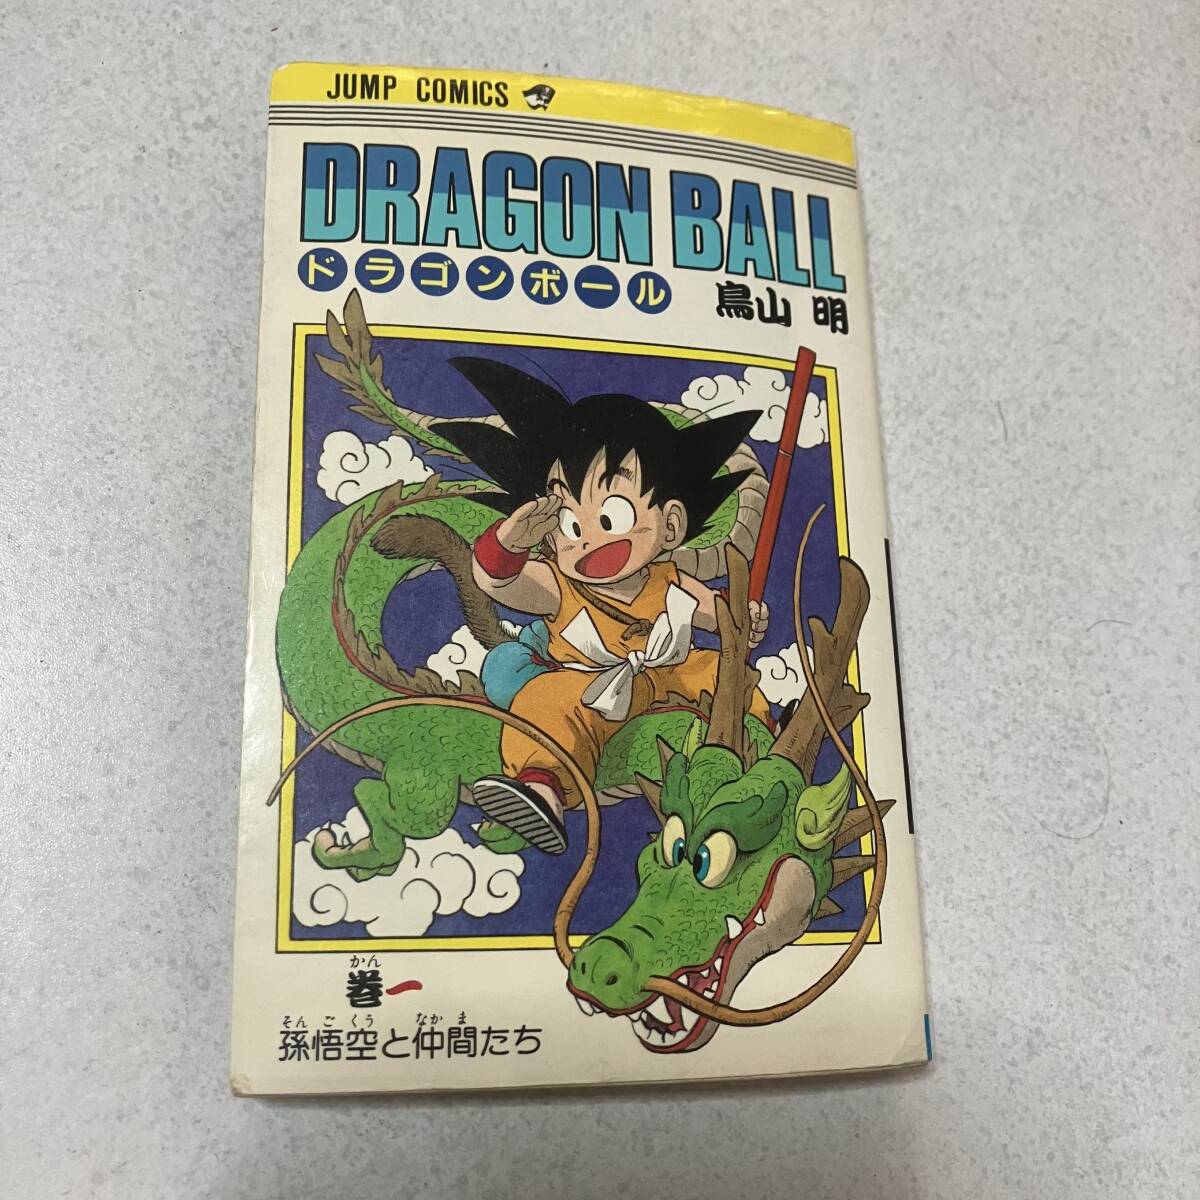 JUMP COMICS
DRAGON BALL
ドラゴンボール
鳥山 明
かん
巻一
そんごくう なかま
孫悟空と仲間たち